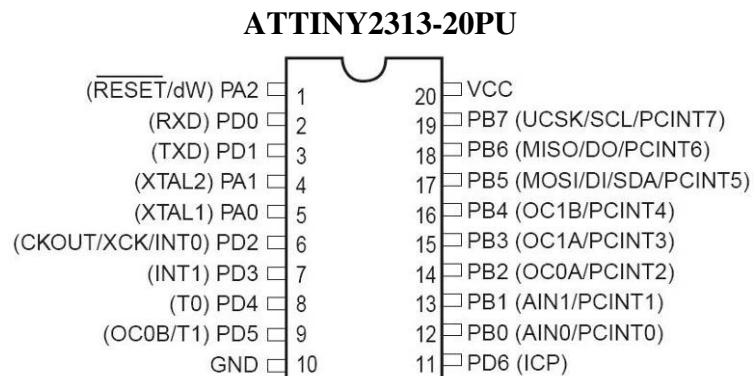 ATTINY2313-20PU
(RESET/dW) PA2 1 20 VCC
(RXD) PD0 2 19 PB7 (UCSK/SCL/PCINT7)
(TXD) PD1 3 18 PB6 (MISO/DO/PCINT6)
(XTAL2) PA1 4 17 PB5 (MOSI/DI/SDA/PCINT5)
(XTAL1) PA0 5 16 PB4 (OC1B/PCINT4)
(CKOUT/XCK/INT0) PD2 6 15 PB3 (OC1A/PCINT3)
(INT1) PD3 7 14 PB2 (OC0A/PCINT2)
(T0) PD4 8 13 PB1 (AIN1/PCINT1)
(OC0B/T1) PD5 9 12 PB0 (AIN0/PCINT0)
GND 10 11 PD6 (ICP)